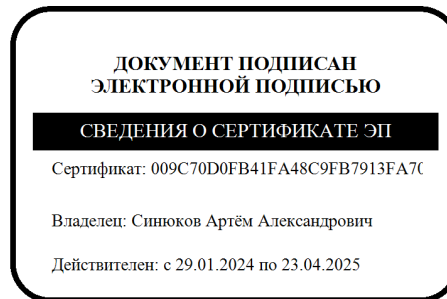 ДОКУМЕНТ ПОДПИСАН
ЭЛЕКТРОННОЙ ПОДПИСЬЮ
СВЕДЕНИЯ О СЕРТИФИКАТЕ ЭП
Сертификат: 009C70D0FB41FA48C9FB7913FA70
Владелец: Синюков Артём Александрович
Действителен: с 29.01.2024 по 23.04.2025